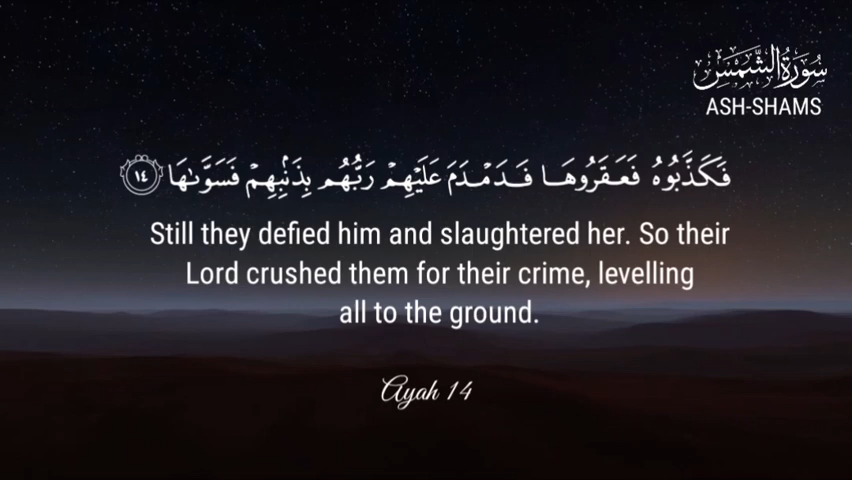 سُورَةُ الشَّمْسِ
ASH-SHAMS
فَكَذَّبُوهُ فَعَقَرُوهَا فَدَمْدَمَ عَلَيْهِمْ رَبُّهُم بِذَنۢبِهِمْ فَسَوَّىٰهَا ١٤
Still they defied him and slaughtered her. So their
Lord crushed them for their crime, levelling
all to the ground.
Ayah 14